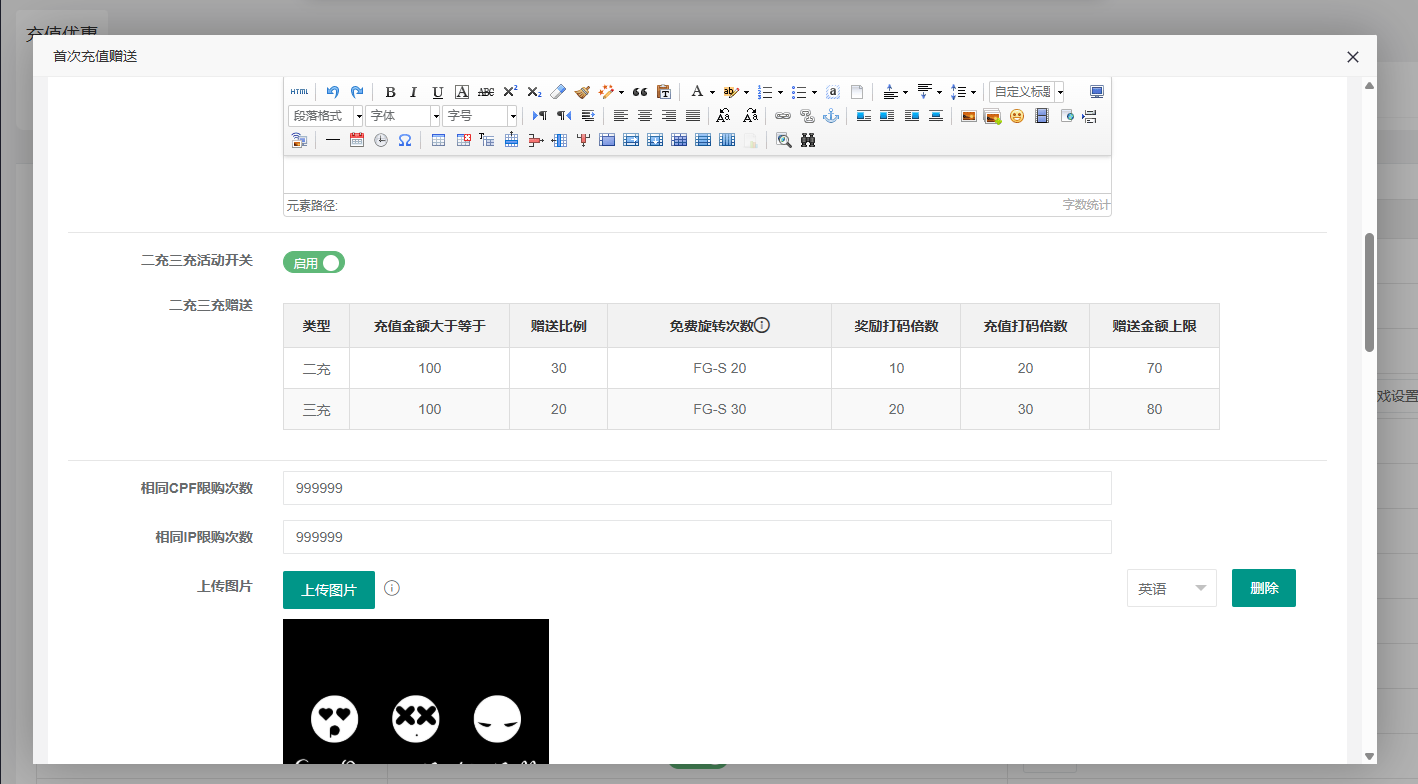 充值优惠
首次充值赠送
HTML
B I U A ABC X² X₂
自定义标题
段落格式 字体 字号
元素路径:
字数统计
二充三充活动开关
启用
二充三充赠送
类型 充值金额大于等于 赠送比例 免费旋转次数 奖励打码倍数 充值打码倍数 赠送金额上限
二充 100 30 FG-S 20 10 20 70
三充 100 20 FG-S 30 20 30 80
戏设置
相同CPF限购次数 999999
相同IP限购次数 999999
上传图片 上传图片 英语 删除